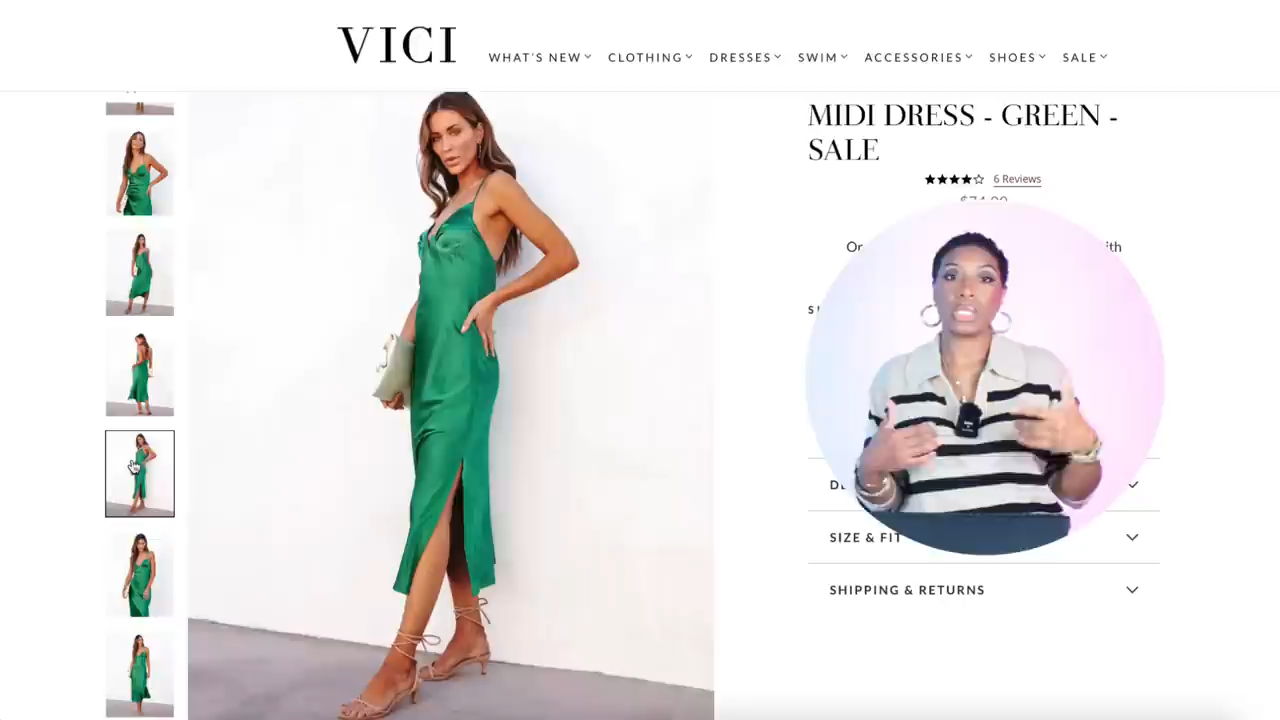 VICI
WHAT'S NEW CLOTHING DRESSES SWIM ACCESSORIES SHOES SALE
MIDI DRESS - GREEN -
SALE
6 Reviews
SIZE & FIT
SHIPPING & RETURNS